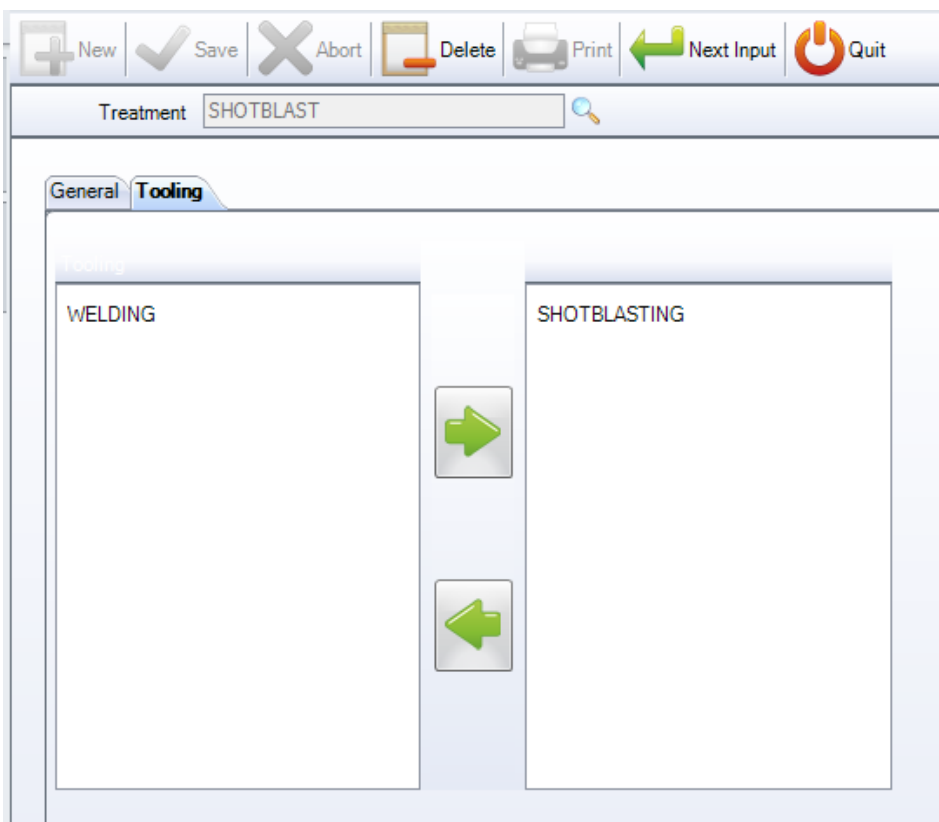 New Save Abort Delete Print Next Input Quit
Treatment SHOTBLAST
General Tooling
Tooling
WELDING SHOTBLASTING